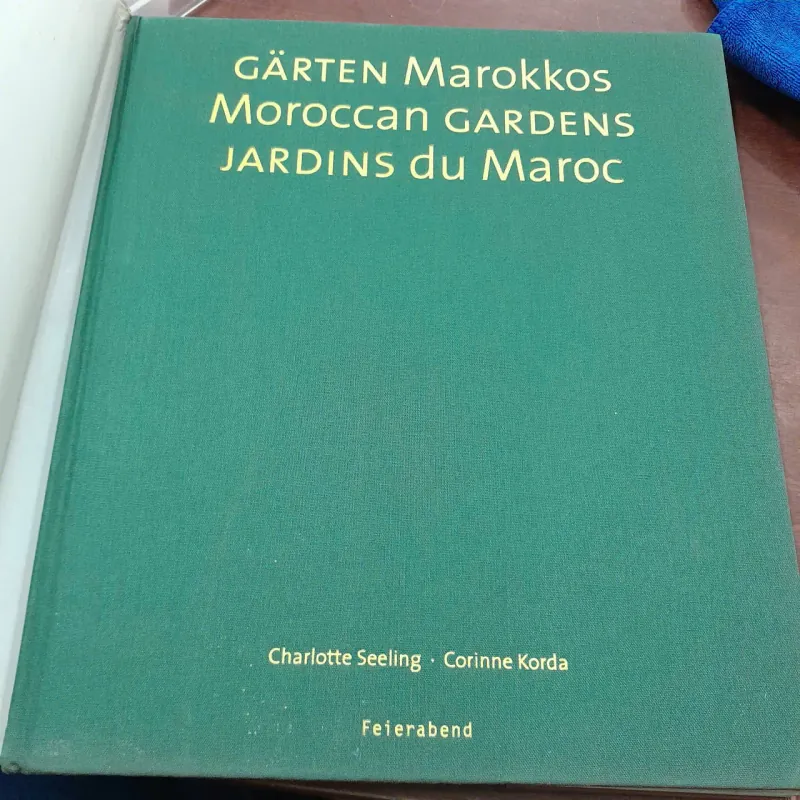 GÄRTEN Marokkos
Moroccan GARDENS
JARDINS du Maroc
Charlotte Seeling · Corinne Korda
Feierabend